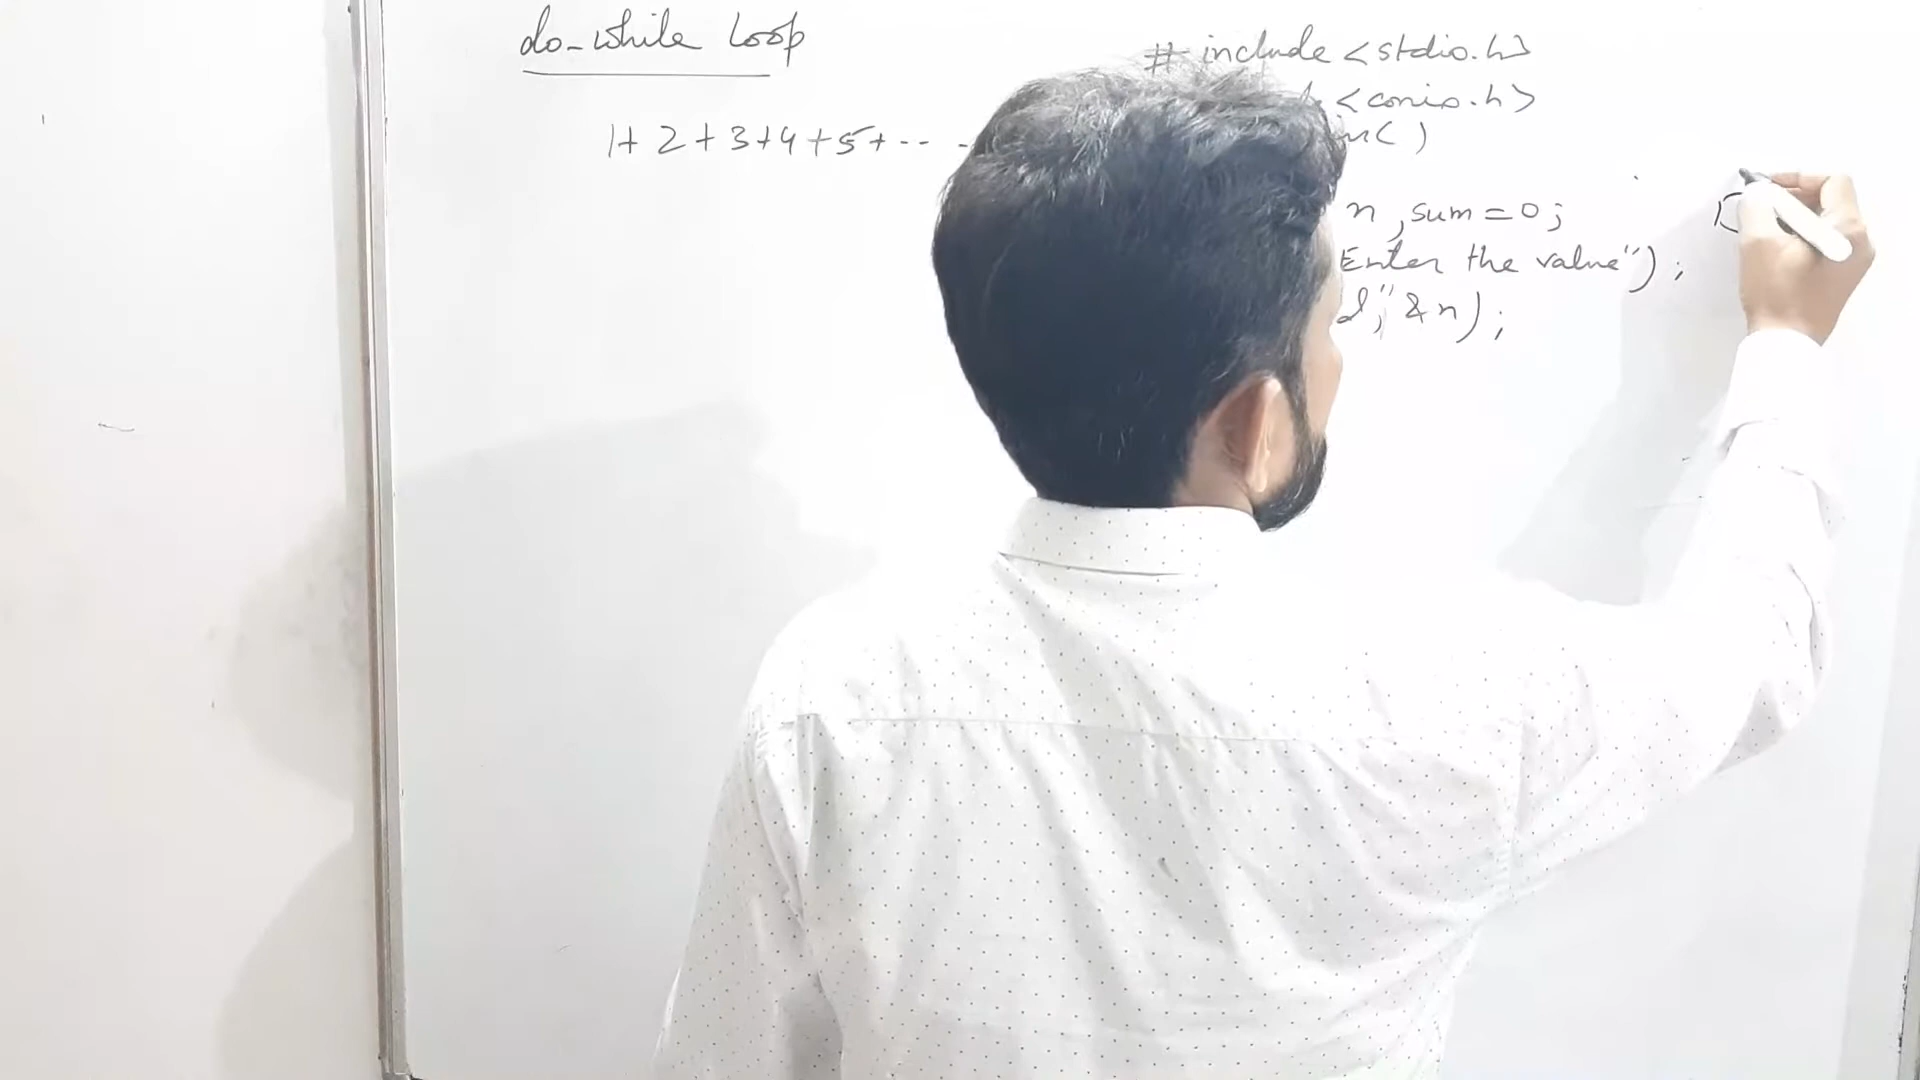 do-while Loop
1+2+3+4+5+-- -
# include <stdio.h>
<conio.h>
n( )
n, sum = 0;
Enter the value");
d", &n);